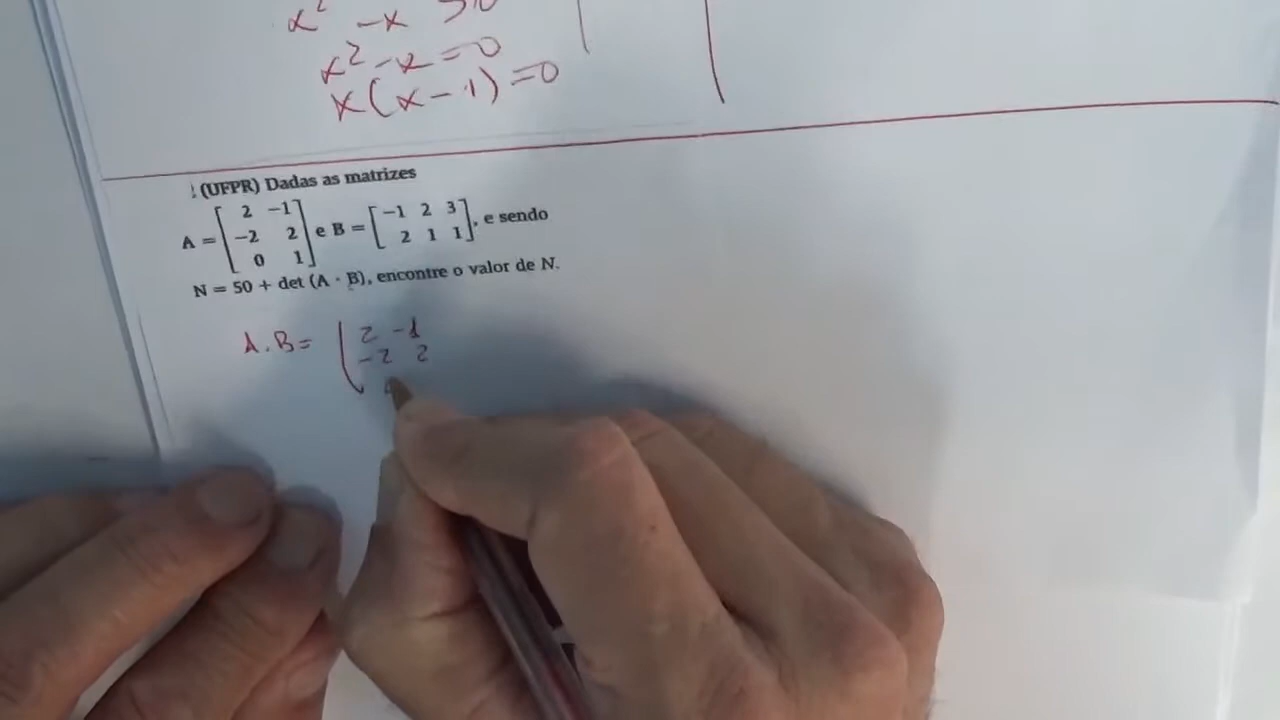 x² - x
x² - x = 0
x(x - 1) = 0
(UFPR) Dadas as matrizes
A = [2 -1
-2 2
0 1] e B = [-1 2 3
2 1 1], e sendo
N = 50 + det (A · B), encontre o valor de N.
A.B = (2 -1
-2 2